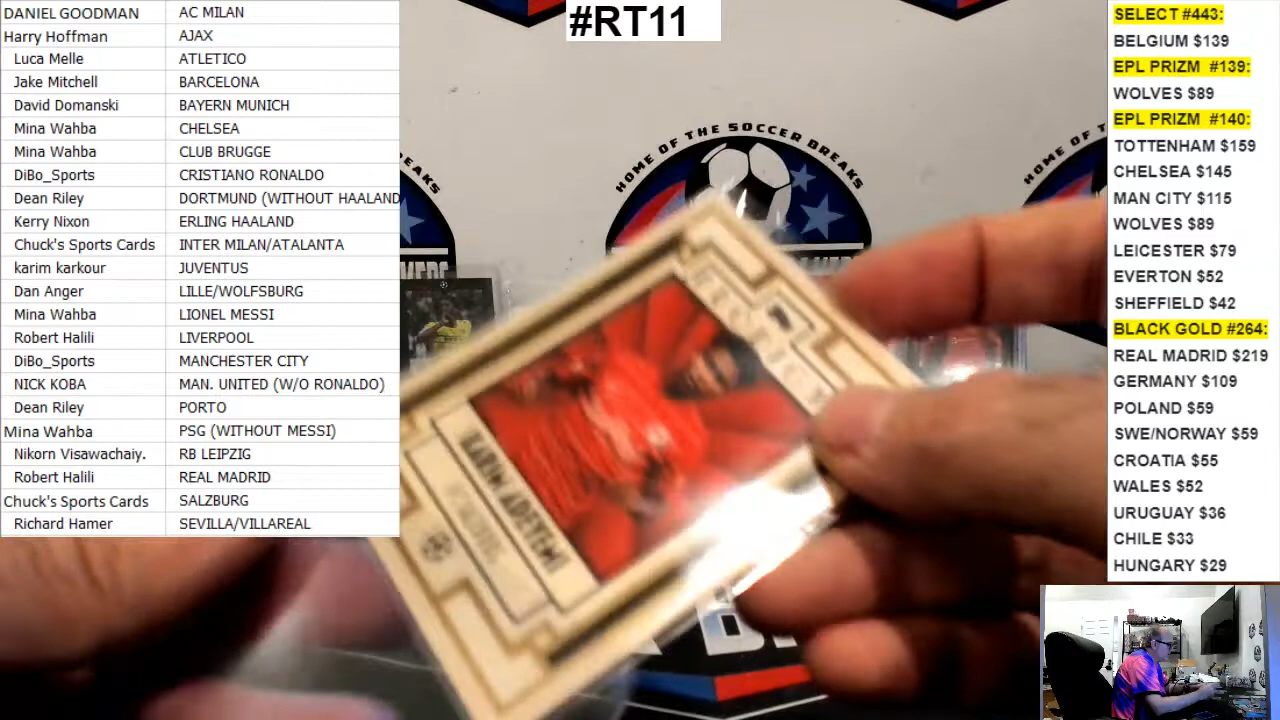 DANIEL GOODMAN AC MILAN
Harry Hoffman AJAX
Luca Melle ATLETICO
Jake Mitchell BARCELONA
David Domanski BAYERN MUNICH
Mina Wahba CHELSEA
Mina Wahba CLUB BRUGGE
DiBo_Sports CRISTIANO RONALDO
Dean Riley DORTMUND (WITHOUT HAALAND
Kerry Nixon ERLING HAALAND
Chuck's Sports Cards INTER MILAN/ATALANTA
karim karkour JUVENTUS
Dan Anger LILLE/WOLFSBURG
Mina Wahba LIONEL MESSI
Robert Halili LIVERPOOL
DiBo_Sports MANCHESTER CITY
NICK KOBA MAN. UNITED (W/O RONALDO)
Dean Riley PORTO
Mina Wahba PSG (WITHOUT MESSI)
Nikorn Visawachaiy. RB LEIPZIG
Robert Halili REAL MADRID
Chuck's Sports Cards SALZBURG
Richard Hamer SEVILLA/VILLAREAL
#RT11
HOME OF THE SOCCER BREAKS
KARIM ADEYEMI
SELECT #443:
BELGIUM $139
EPL PRIZM #139:
WOLVES $89
EPL PRIZM #140:
TOTTENHAM $159
CHELSEA $145
MAN CITY $115
WOLVES $89
LEICESTER $79
EVERTON $52
SHEFFIELD $42
BLACK GOLD #264:
REAL MADRID $219
GERMANY $109
POLAND $59
SWE/NORWAY $59
CROATIA $55
WALES $52
URUGUAY $36
CHILE $33
HUNGARY $29